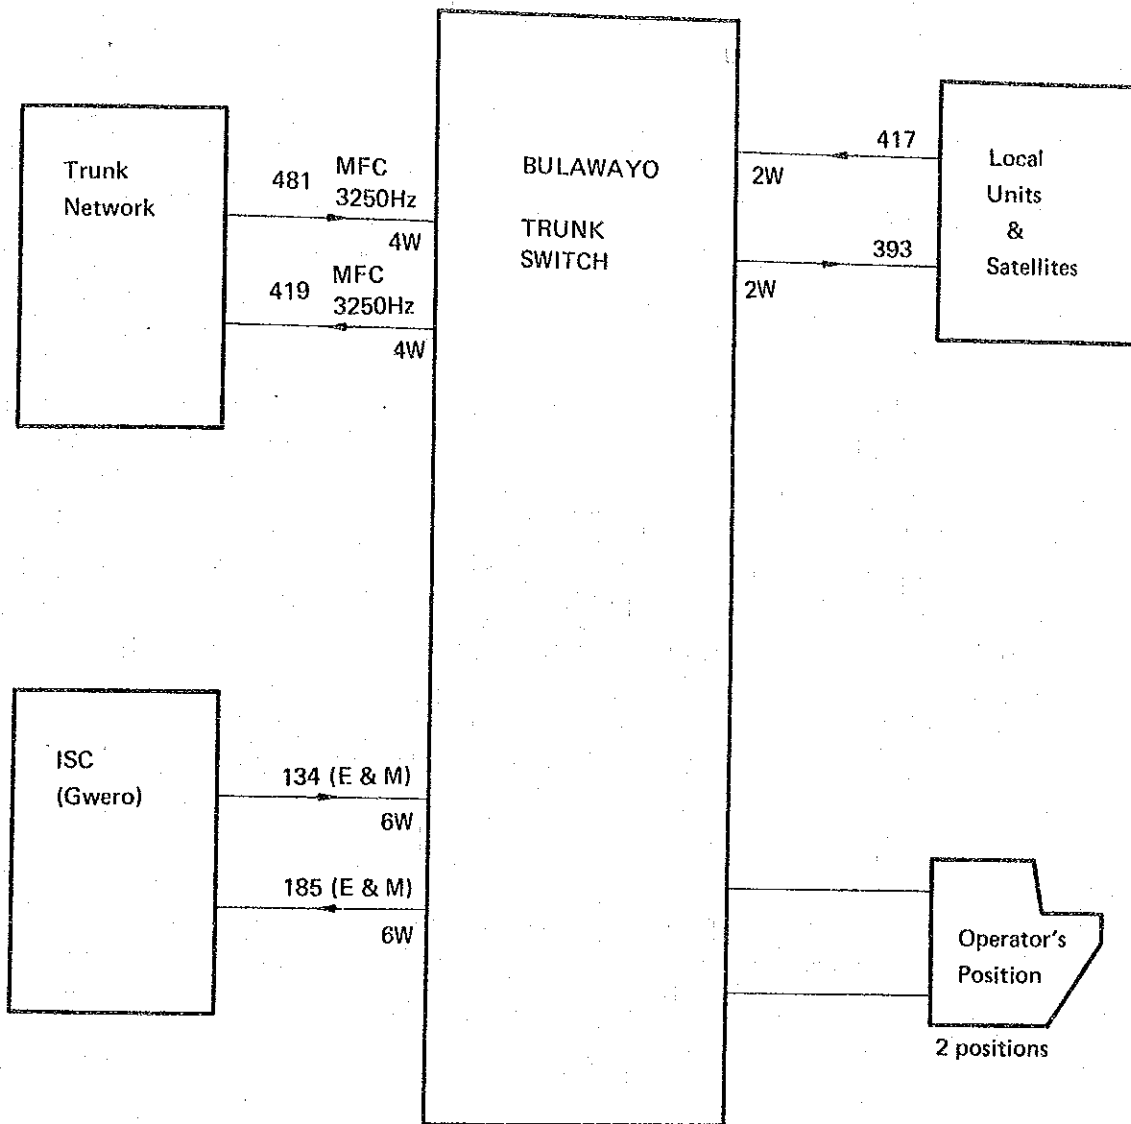 Trunk
Network
481
MFC
3250Hz
4W
419
MFC
3250Hz
4W
BULAWAYO
TRUNK
SWITCH
417
2W
393
2W
Local
Units
&
Satellites
ISC
(Gwero)
134 (E & M)
6W
185 (E & M)
6W
Operator's
Position
2 positions